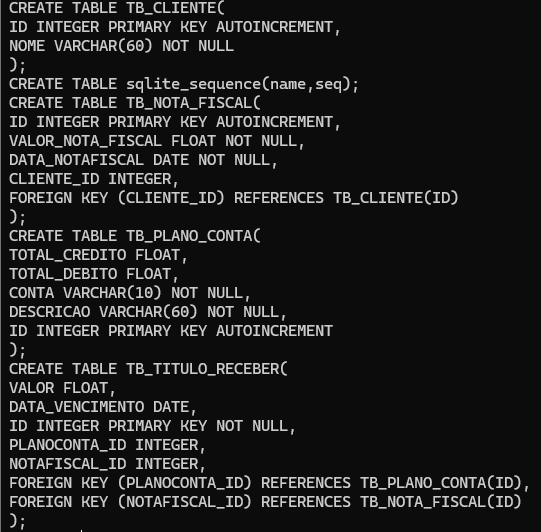 CREATE TABLE TB_CLIENTE(
ID INTEGER PRIMARY KEY AUTOINCREMENT,
NOME VARCHAR(60) NOT NULL
);
CREATE TABLE sqlite_sequence(name,seq);
CREATE TABLE TB_NOTA_FISCAL(
ID INTEGER PRIMARY KEY AUTOINCREMENT,
VALOR_NOTA_FISCAL FLOAT NOT NULL,
DATA_NOTAFISCAL DATE NOT NULL,
CLIENTE_ID INTEGER,
FOREIGN KEY (CLIENTE_ID) REFERENCES TB_CLIENTE(ID)
);
CREATE TABLE TB_PLANO_CONTA(
TOTAL_CREDITO FLOAT,
TOTAL_DEBITO FLOAT,
CONTA VARCHAR(10) NOT NULL,
DESCRICAO VARCHAR(60) NOT NULL,
ID INTEGER PRIMARY KEY AUTOINCREMENT
);
CREATE TABLE TB_TITULO_RECEBER(
VALOR FLOAT,
DATA_VENCIMENTO DATE,
ID INTEGER PRIMARY KEY NOT NULL,
PLANOCONTA_ID INTEGER,
NOTAFISCAL_ID INTEGER,
FOREIGN KEY (PLANOCONTA_ID) REFERENCES TB_PLANO_CONTA(ID),
FOREIGN KEY (NOTAFISCAL_ID) REFERENCES TB_NOTA_FISCAL(ID)
);